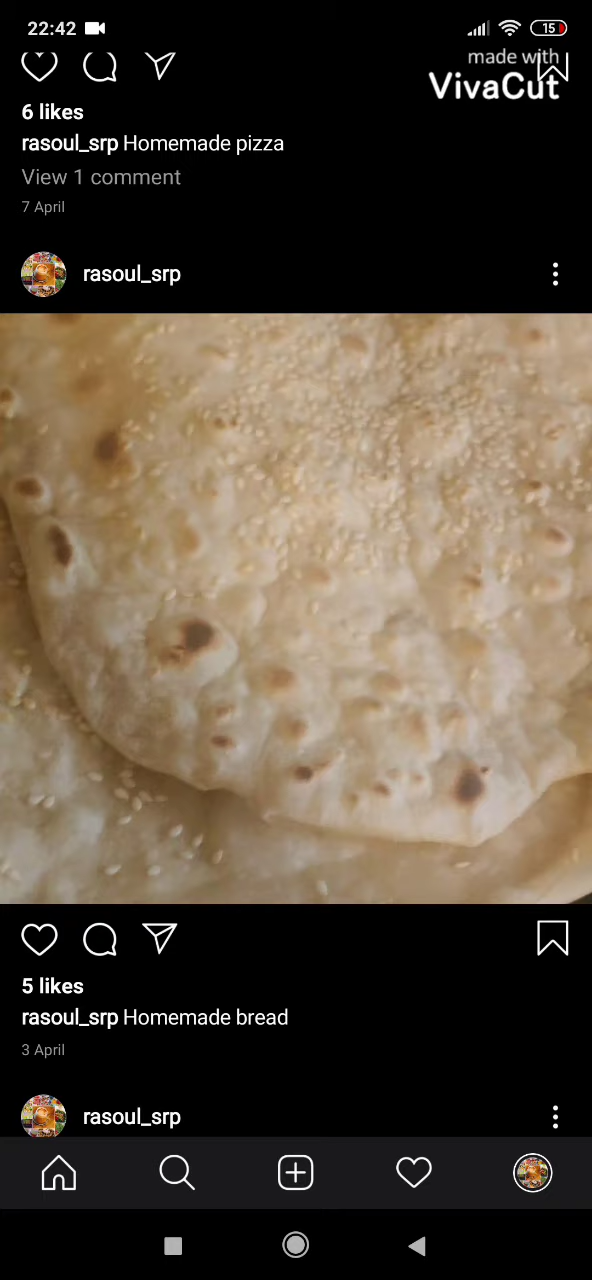 22:42
15
made with
VivaCut
6 likes
rasoul_srp Homemade pizza
View 1 comment
7 April
rasoul_srp
5 likes
rasoul_srp Homemade bread
3 April
rasoul_srp